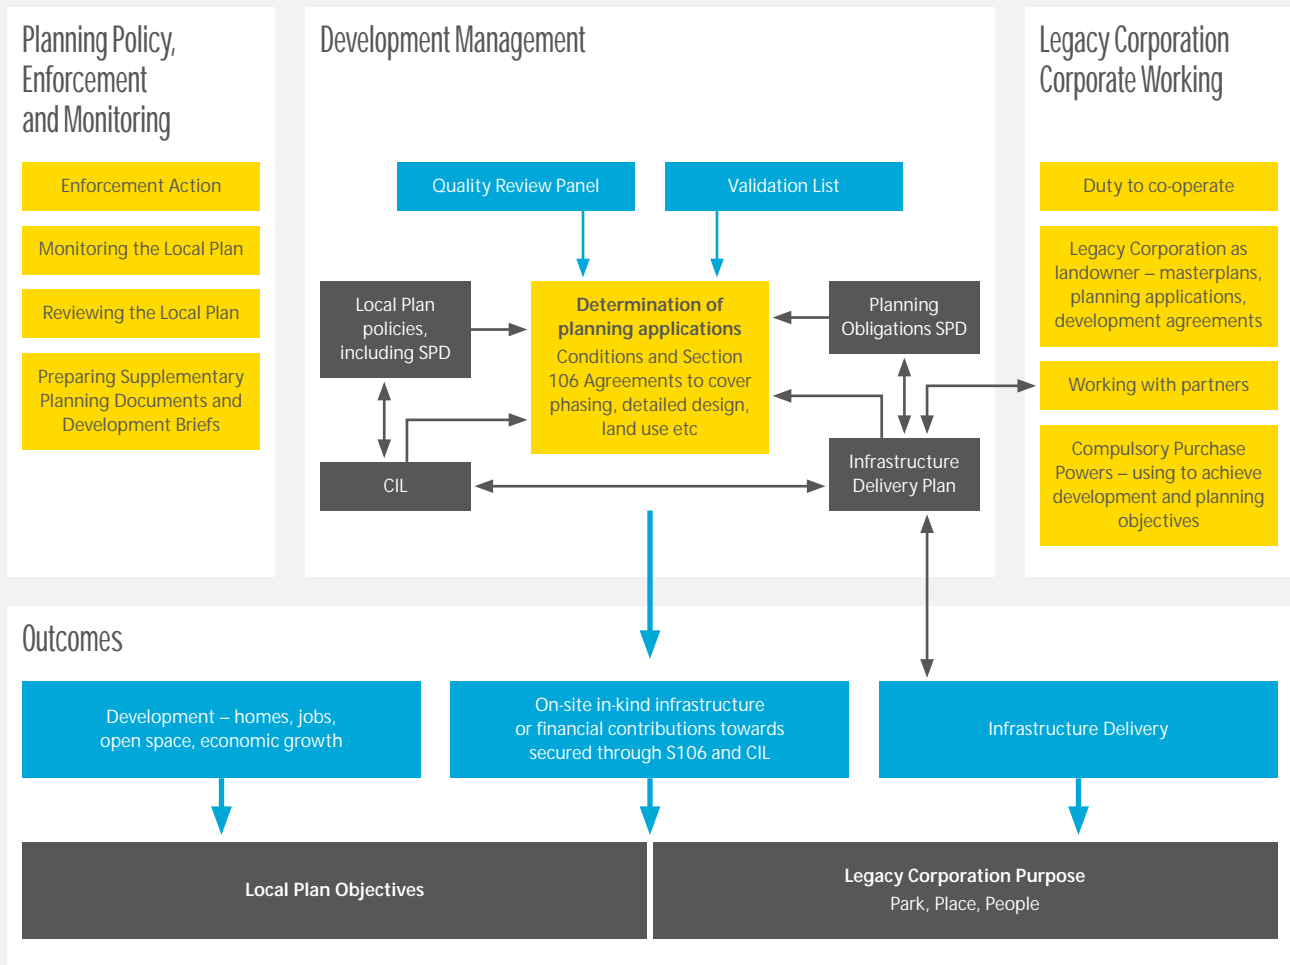 Planning Policy,
Enforcement
and Monitoring
Enforcement Action
Monitoring the Local Plan
Reviewing the Local Plan
Preparing Supplementary
Planning Documents and
Development Briefs
Development Management
Quality Review Panel
Validation List
Local Plan
policies,
including SPD
Determination of
planning applications
Conditions and Section
106 Agreements to cover
phasing, detailed design,
land use etc
Planning
Obligations SPD
CIL
Infrastructure
Delivery Plan
Legacy Corporation
Corporate Working
Duty to co-operate
Legacy Corporation as
landowner – masterplans,
planning applications,
development agreements
Working with partners
Compulsory Purchase
Powers – using to achieve
development and planning
objectives
Outcomes
Development – homes, jobs,
open space, economic growth
On-site in-kind infrastructure
or financial contributions towards
secured through S106 and CIL
Infrastructure Delivery
Local Plan Objectives
Legacy Corporation Purpose
Park, Place, People